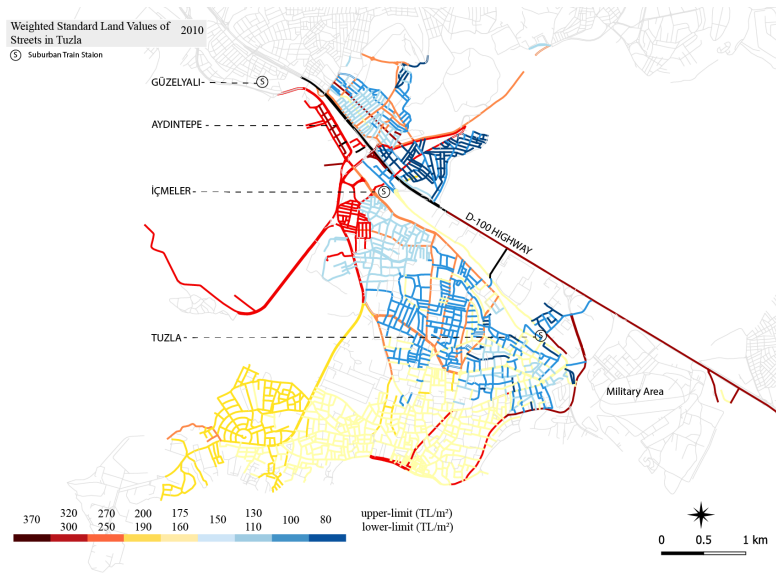 Weighted Standard Land Values of 2010
Streets in Tuzla
S Suburban Train Staion
GÜZELYALI
S
AYDINTEPE
İÇMELER
S
D-100 HIGHWAY
TUZLA
S
Military Area
370 320 270 200 175 150 130 100 80 upper-limit (TL/m²)
300 250 190 160 110 lower-limit (TL/m²)
0 0.5 1 km